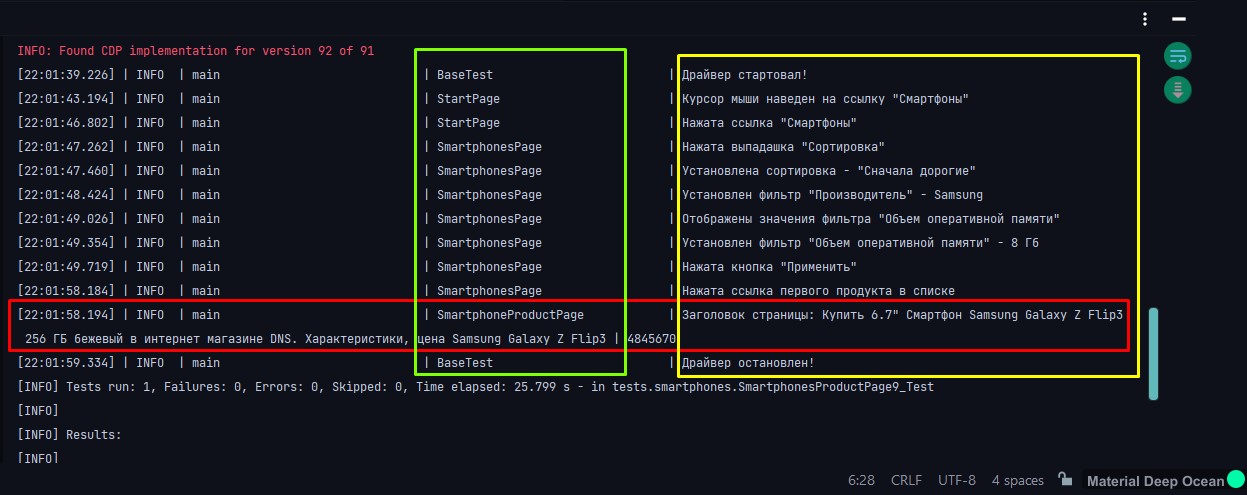 INFO: Found CDP implementation for version 92 of 91
[22:01:39.226] | INFO | main | BaseTest | Драйвер стартовал!
[22:01:43.194] | INFO | main | StartPage | Курсор мыши наведен на ссылку "Смартфоны"
[22:01:46.802] | INFO | main | StartPage | Нажата ссылка "Смартфоны"
[22:01:47.262] | INFO | main | SmartphonesPage | Нажата выпадашка "Сортировка"
[22:01:47.460] | INFO | main | SmartphonesPage | Установлена сортировка - "Сначала дорогие"
[22:01:48.424] | INFO | main | SmartphonesPage | Установлен фильтр "Производитель" - Samsung
[22:01:49.026] | INFO | main | SmartphonesPage | Отображены значения фильтра "Объем оперативной памяти"
[22:01:49.354] | INFO | main | SmartphonesPage | Установлен фильтр "Объем оперативной памяти" - 8 Гб
[22:01:49.719] | INFO | main | SmartphonesPage | Нажата кнопка "Применить"
[22:01:58.184] | INFO | main | SmartphonesPage | Нажата ссылка первого продукта в списке
[22:01:58.194] | INFO | main | SmartphoneProductPage | Заголовок страницы: Купить 6.7" Смартфон Samsung Galaxy Z Flip3
256 ГБ бежевый в интернет магазине DNS. Характеристики, цена Samsung Galaxy Z Flip3 | 4845670
[22:01:59.334] | INFO | main | BaseTest | Драйвер остановлен!
[INFO] Tests run: 1, Failures: 0, Errors: 0, Skipped: 0, Time elapsed: 25.799 s - in tests.smartphones.SmartphonesProductPage9_Test
[INFO]
[INFO] Results:
[INFO]
6:28 CRLF UTF-8 4 spaces Material Deep Ocean